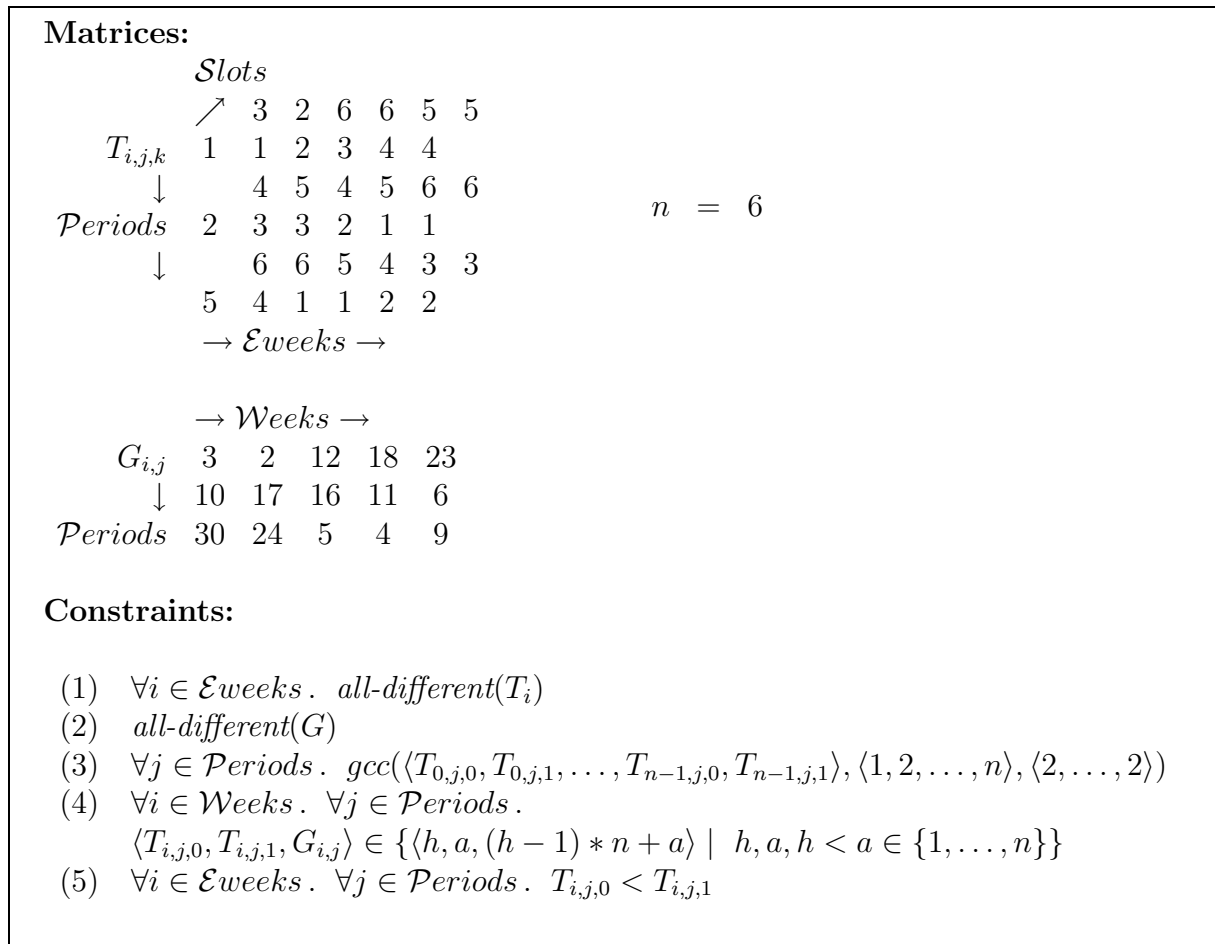 Matrices:
Slots
↗ 3 2 6 6 5 5
T_{i,j,k} 1 1 2 3 4 4
↓ 4 5 4 5 6 6
n = 6
Periods 2 3 3 2 1 1
↓ 6 6 5 4 3 3
5 4 1 1 2 2
→ Eweeks →
→ Weeks →
G_{i,j} 3 2 12 18 23
↓ 10 17 16 11 6
Periods 30 24 5 4 9
Constraints:
(1) ∀i ∈ Eweeks . all-different(T_i)
(2) all-different(G)
(3) ∀j ∈ Periods . gcc(⟨T_{0,j,0}, T_{0,j,1}, …, T_{n−1,j,0}, T_{n−1,j,1}⟩, ⟨1, 2, …, n⟩, ⟨2, …, 2⟩)
(4) ∀i ∈ Weeks . ∀j ∈ Periods .
⟨T_{i,j,0}, T_{i,j,1}, G_{i,j}⟩ ∈ {⟨h, a, (h − 1) ∗ n + a⟩ | h, a, h < a ∈ {1, …, n}}
(5) ∀i ∈ Eweeks . ∀j ∈ Periods . T_{i,j,0} < T_{i,j,1}